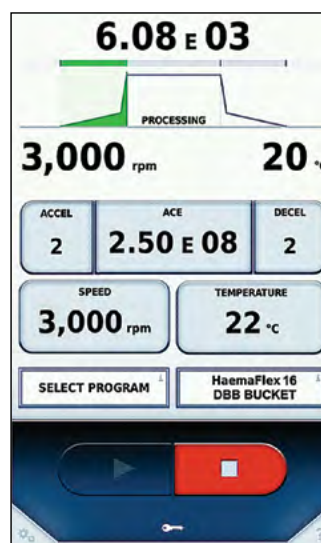 6.08 E 03
PROCESSING
3,000 rpm 20 °c
ACCEL ACE DECEL
2 2.50 E 08 2
SPEED TEMPERATURE
3,000 rpm 22 °c
SELECT PROGRAM HaemaFlex 16
DBB BUCKET